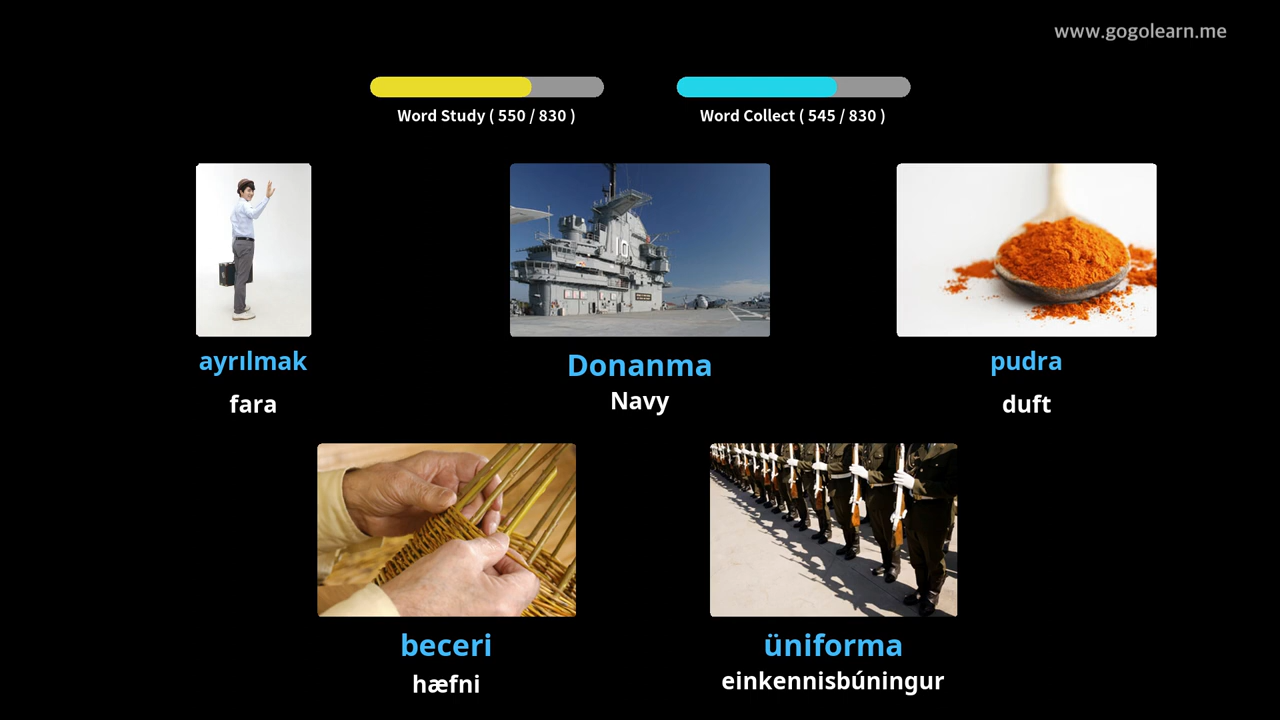 www.gogolearn.me
Word Study ( 550 / 830 )
Word Collect ( 545 / 830 )
ayrılmak
fara
Donanma
Navy
pudra
duft
beceri
hæfni
üniforma
einkennisbúningur